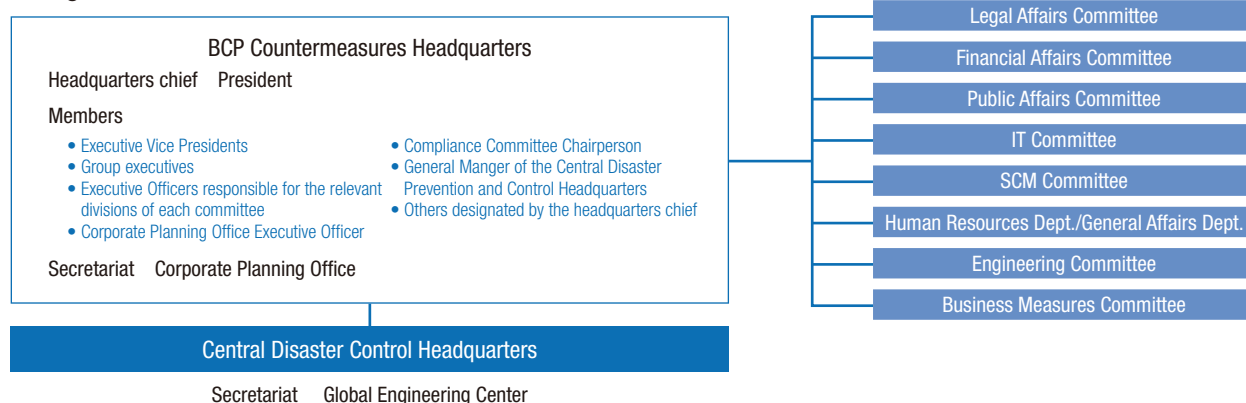 BCP Countermeasures Headquarters
Headquarters chief President
Members
• Executive Vice Presidents
• Group executives
• Executive Officers responsible for the relevant
divisions of each committee
• Corporate Planning Office Executive Officer
• Compliance Committee Chairperson
• General Manger of the Central Disaster
Prevention and Control Headquarters
• Others designated by the headquarters chief
Secretariat Corporate Planning Office
Central Disaster Control Headquarters
Secretariat Global Engineering Center
Legal Affairs Committee
Financial Affairs Committee
Public Affairs Committee
IT Committee
SCM Committee
Human Resources Dept./General Affairs Dept.
Engineering Committee
Business Measures Committee